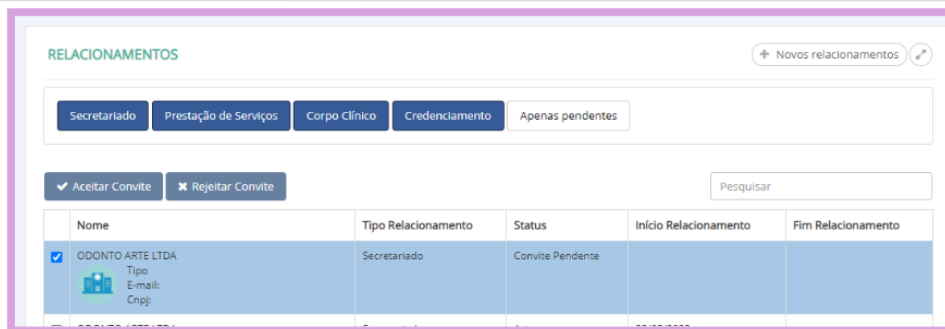 RELACIONAMENTOS
+ Novos relacionamentos
Secretariado Prestação de Serviços Corpo Clínico Credenciamento Apenas pendentes
Aceitar Convite Rejeitar Convite Pesquisar
Nome Tipo Relacionamento Status Início Relacionamento Fim Relacionamento
ODONTO ARTE LTDA Secretariado Convite Pendente
Tipo
E-mail:
Cnpj: